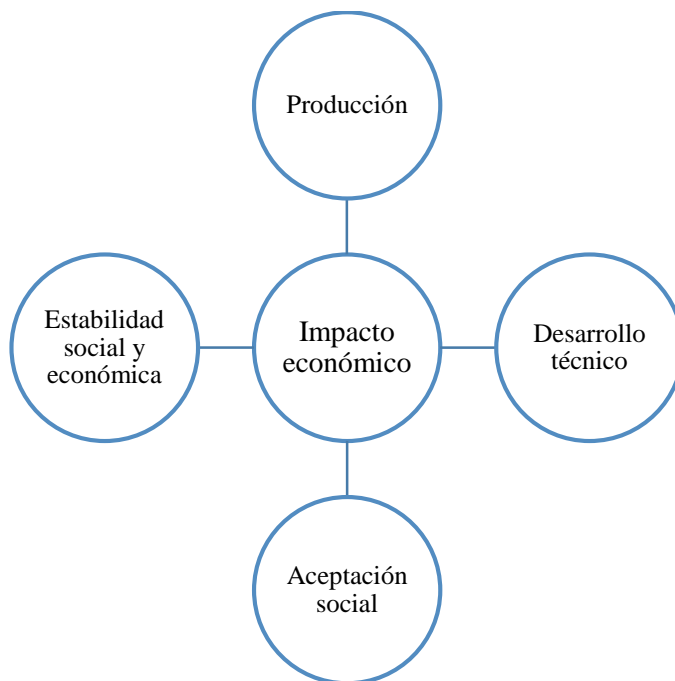 Producción
Estabilidad
social y
económica
Impacto
económico
Desarrollo
técnico
Aceptación
social